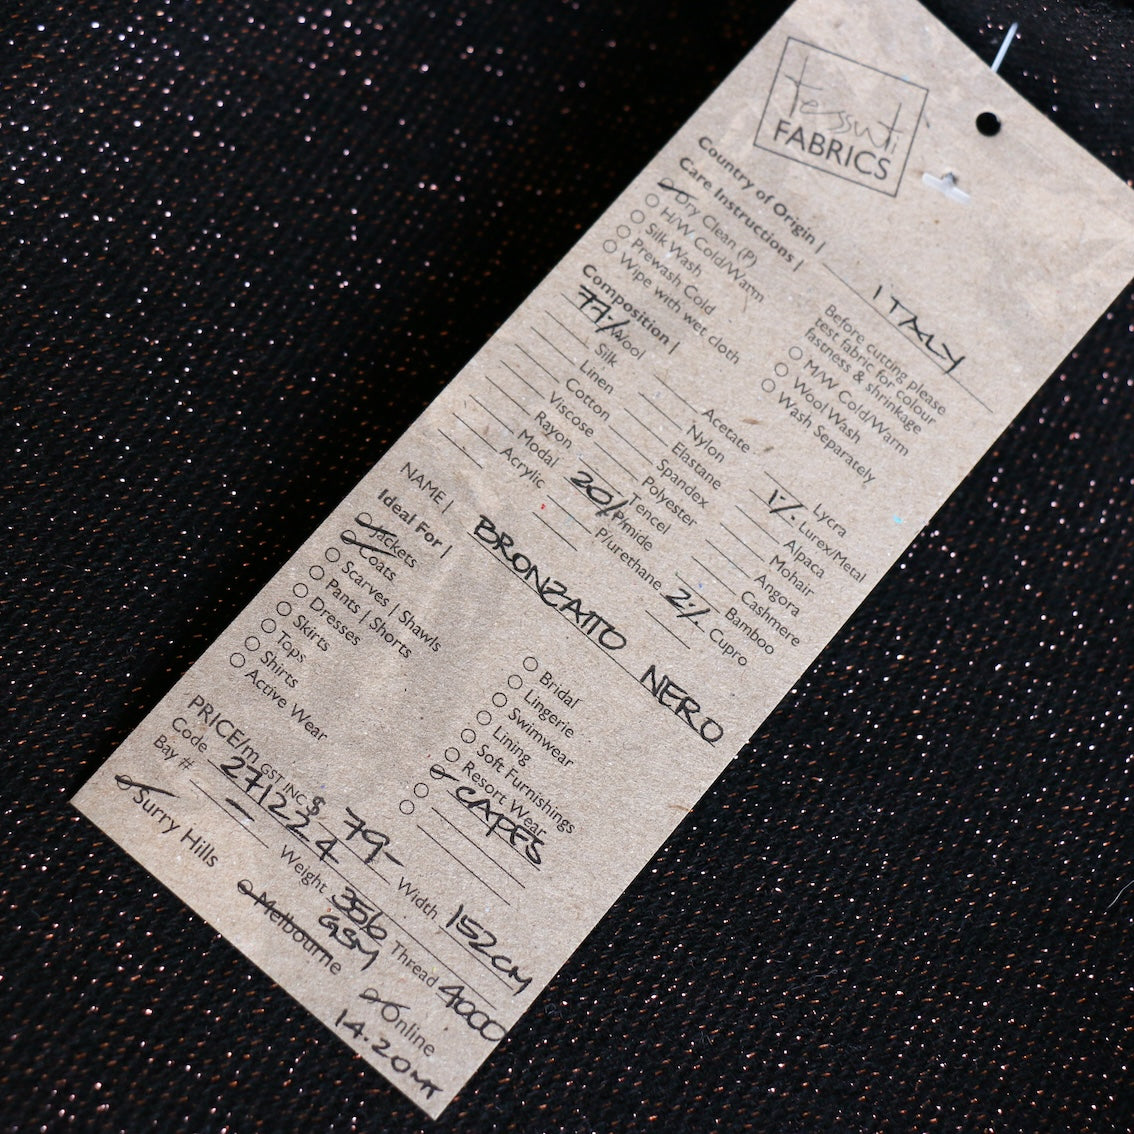 tessuti
FABRICS
Country of Origin | ITALY
Care Instructions |
Dry Clean (P)
H/W Cold/Warm
Silk Wash
Prewash Cold
Wipe with wet cloth
Before cutting please
test fabric for colour
fastness & shrinkage
M/W Cold/Warm
Wool Wash
Wash Separately
Composition |
77% Wool
Silk
Linen
Cotton
Viscose
Rayon
Modal
Acrylic
Acetate
Nylon
Elastane
Spandex
Polyester
Tencel
20% P/mide
P/urethane
Lycra
1% Lurex/Metal
Alpaca
Mohair
Angora
Cashmere
Bamboo
2% Cupro
NAME | BRONZAITO NERO
Ideal For |
Jackets
Coats
Scarves | Shawls
Pants | Shorts
Dresses
Skirts
Tops
Shirts
Active Wear
Bridal
Lingerie
Swimwear
Lining
Soft Furnishings
Resort Wear
CAPES
PRICE/m GST INC $ 79- Width 152CM
Code 271224 Weight 356 GSM Thread 4000
Bay # -
Surry Hills
Melbourne
Online
14.20MT